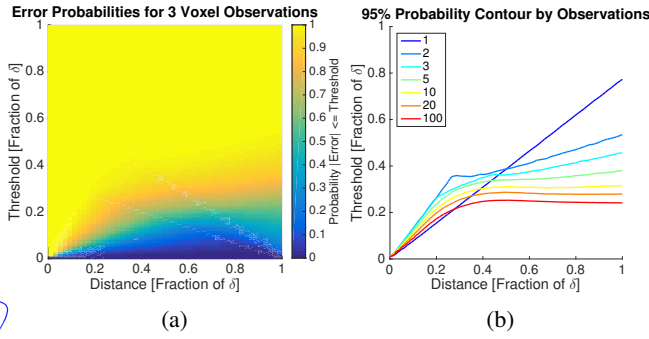 Error Probabilities for 3 Voxel Observations
Threshold [Fraction of δ]
1
0.8
0.6
0.4
0.2
0
0 0.2 0.4 0.6 0.8 1
Distance [Fraction of δ]
1
0.9
0.8
0.7
0.6
0.5
0.4
0.3
0.2
0.1
0
Probability |Error| <= Threshold
(a)
95% Probability Contour by Observations
Threshold [Fraction of δ]
1
0.8
0.6
0.4
0.2
0
1
2
3
5
10
20
100
0 0.2 0.4 0.6 0.8 1
Distance [Fraction of δ]
(b)